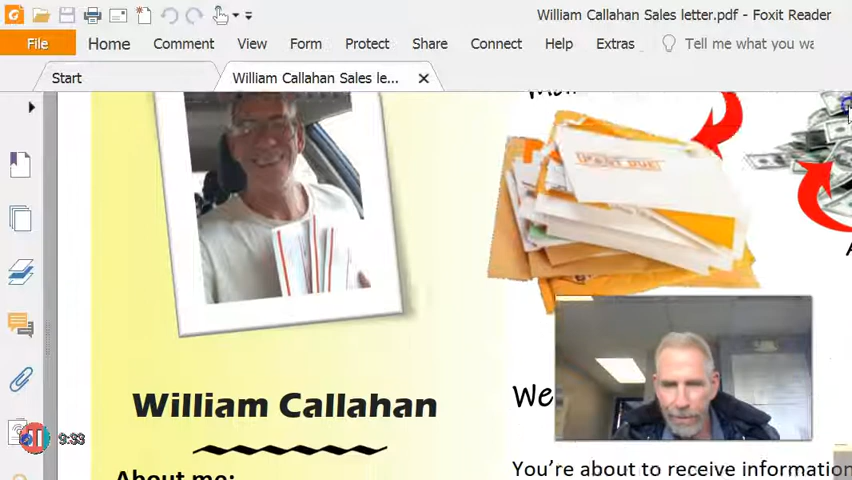 William Callahan Sales letter.pdf - Foxit Reader
File Home Comment View Form Protect Share Connect Help Extras Tell me what you wa
Start William Callahan Sales le...
PAST DUE
William Callahan
We
About me:
You're about to receive information
9:33